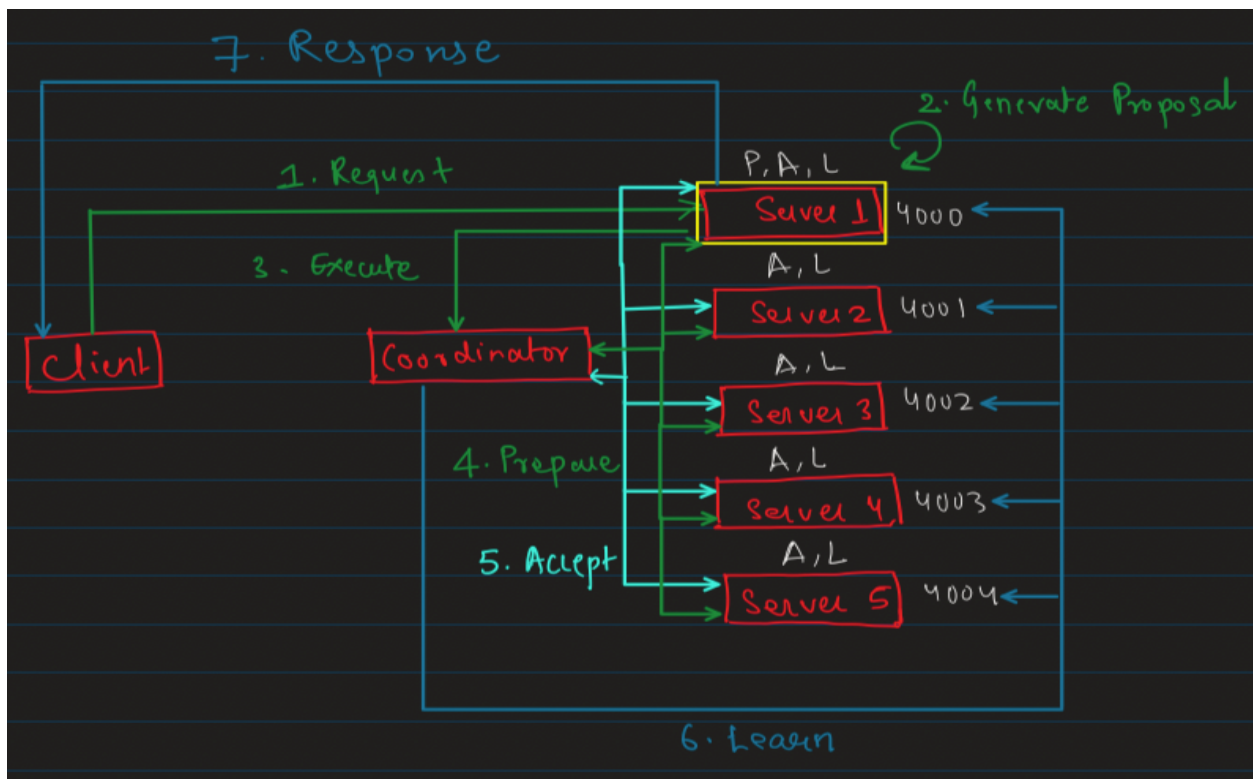 7. Response
2. Generate Proposal
1. Request
P, A, L
Server 1
4000
3. Execute
A, L
Server 2
4001
Client
Coordinator
A, L
Server 3
4002
4. Prepare
A, L
Server 4
4003
5. Accept
A, L
Server 5
4004
6. Learn